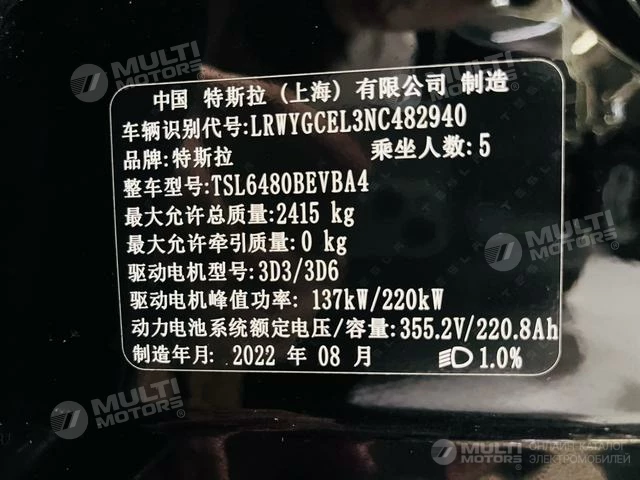 中国 特斯拉（上海）有限公司 制造
车辆识别代号:LRWYGCEL3NC482940
品牌:特斯拉 乘坐人数:5
整车型号:TSL6480BEVBA4
最大允许总质量:2415 kg
最大允许牵引质量:0 kg
驱动电机型号:3D3/3D6
驱动电机峰值功率: 137kW/220kW
动力电池系统额定电压/容量:355.2V/220.8Ah
制造年月: 2022 年 08 月 1.0%
MULTI MOTORS®
MULTI MOTORS®
MULTI MOTORS®
MULTI MOTORS®
MULTI MOTORS ОНЛАЙН-КАТАЛОГ ЭЛЕКТРОМОБИЛЕЙ